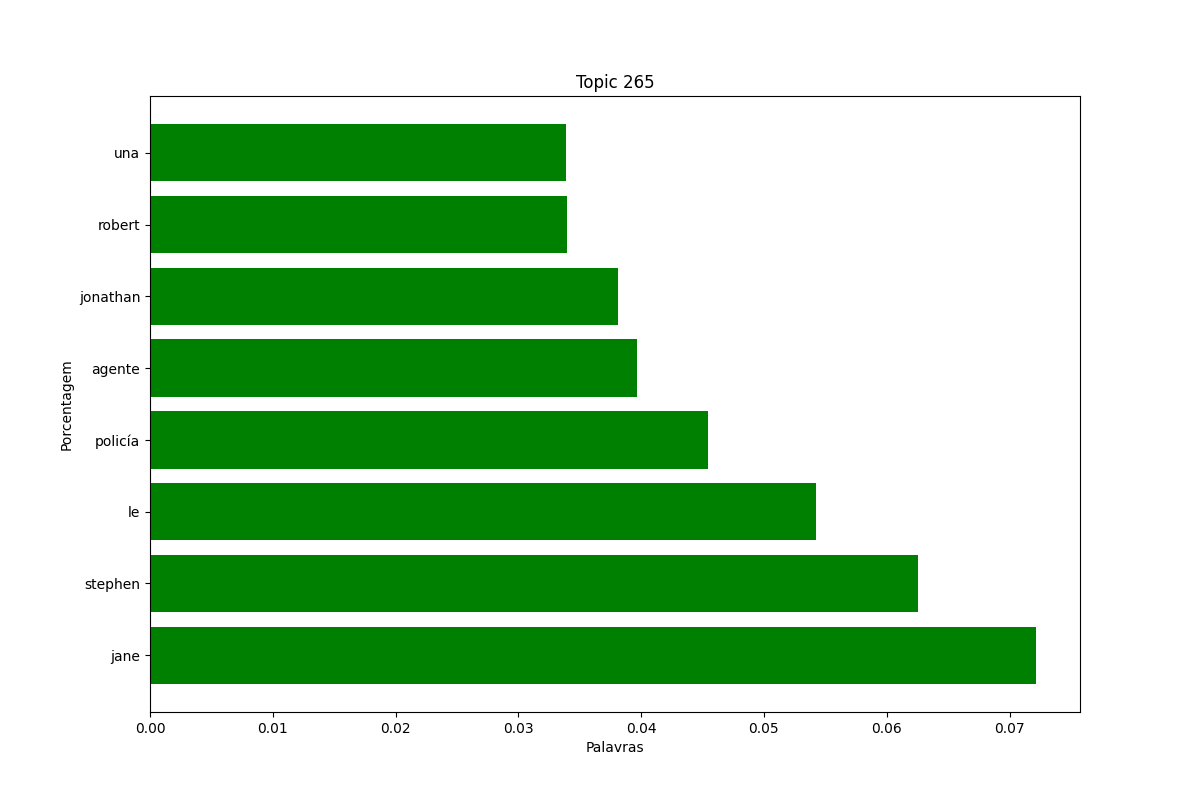 Topic 265
una
robert
jonathan
agente
policía
le
stephen
jane
Porcentagem
0.00 0.01 0.02 0.03 0.04 0.05 0.06 0.07
Palavras